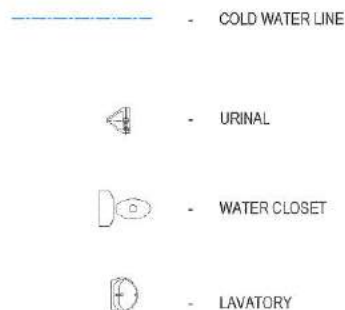 - COLD WATER LINE
- URINAL
- WATER CLOSET
- LAVATORY